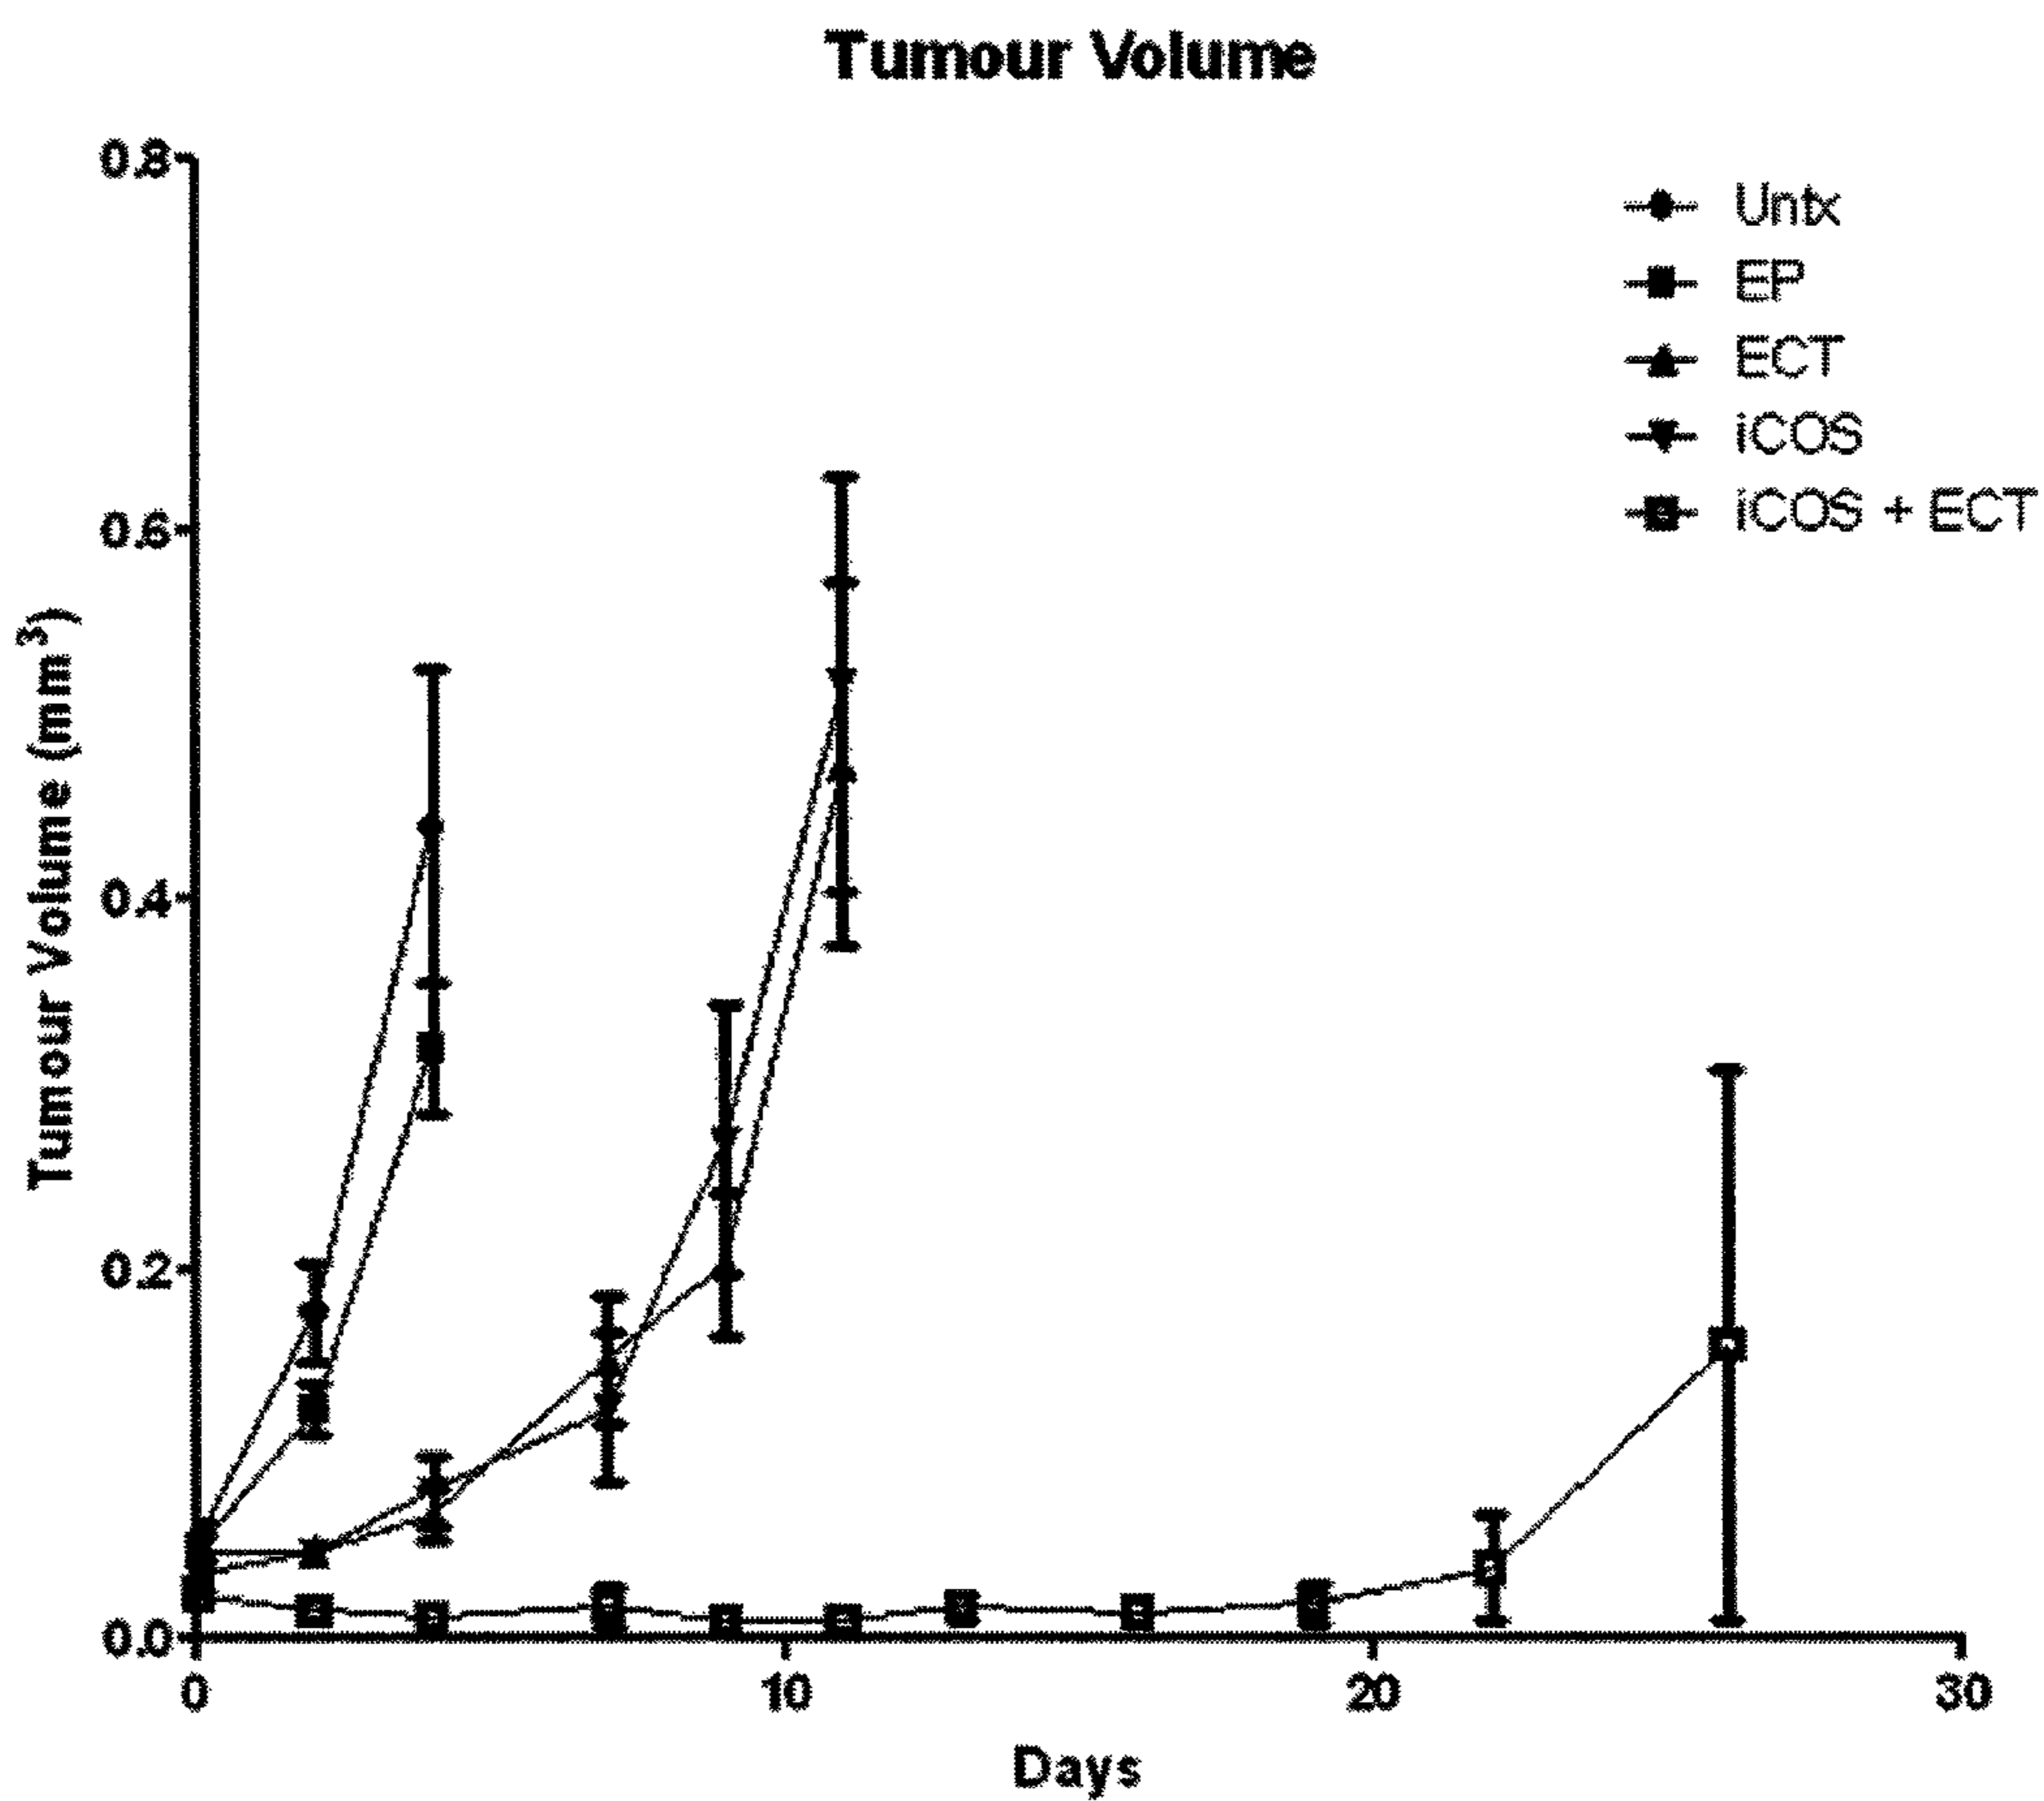 Tumour Volume
0.8
0.6
0.4
0.2
0.0
Tumour Volume (mm³)
Untx
EP
ECT
iCOS
iCOS + ECT
0 10 20 30
Days